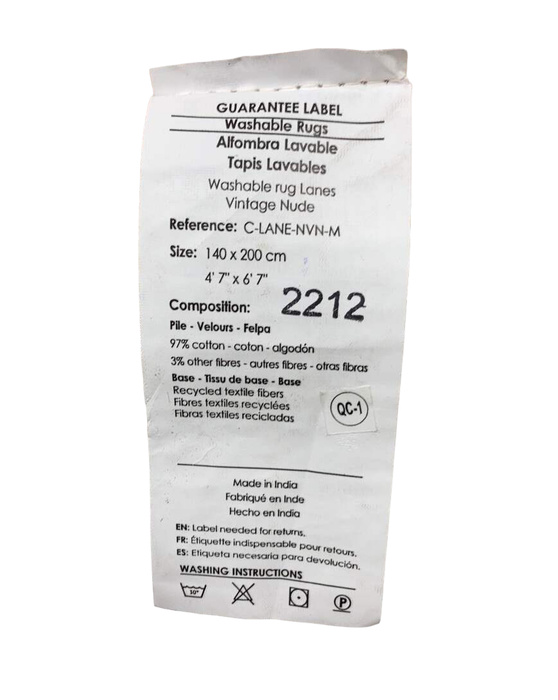 GUARANTEE LABEL
Washable Rugs
Alfombra Lavable
Tapis Lavables
Washable rug Lanes
Vintage Nude
Reference: C-LANE-NVN-M
Size: 140 x 200 cm
4' 7" x 6' 7"
Composition: 2212
Pile - Velours - Felpa
97% cotton - coton - algodón
3% other fibres - autres fibres - otras fibras
Base - Tissu de base - Base
Recycled textile fibers
Fibres textiles recyclées
Fibras textiles recicladas
QC-1
Made in India
Fabriqué en Inde
Hecho en India
EN: Label needed for returns.
FR: Étiquette indispensable pour retours.
ES: Etiqueta necesaria para devolución.
WASHING INSTRUCTIONS
30° P